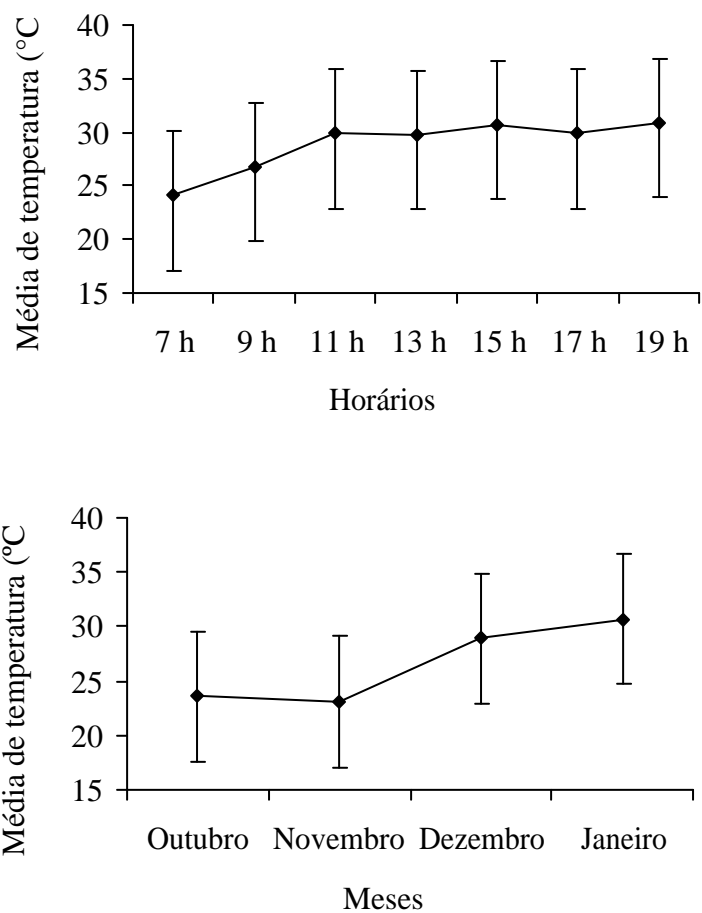 Média de temperatura (°C
40
35
30
25
20
15
7 h 9 h 11 h 13 h 15 h 17 h 19 h
Horários
Média de temperatura (ºC
40
35
30
25
20
15
Outubro Novembro Dezembro Janeiro
Meses